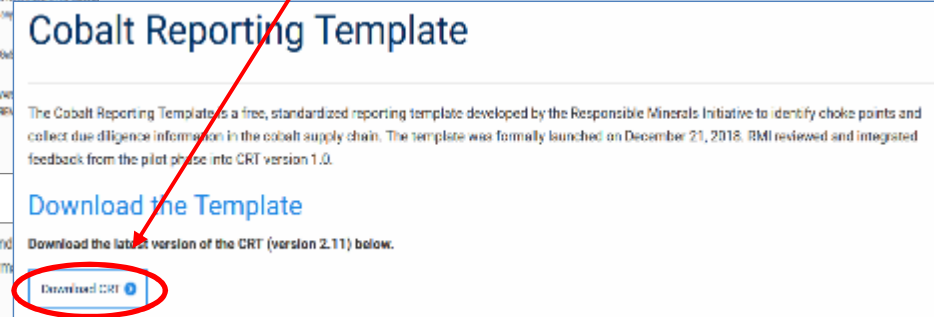 Cobalt Reporting Template
The Cobalt Reporting Template is a free, standardized reporting template developed by the Responsible Minerals Initiative to identify choke points and
collect due diligence information in the cobalt supply chain. The template was formally launched on December 21, 2018. RMI reviewed and integrated
feedback from the pilot phase into CRT version 1.0.
Download the Template
Download the latest version of the CRT (version 2.11) below.
Download CRT